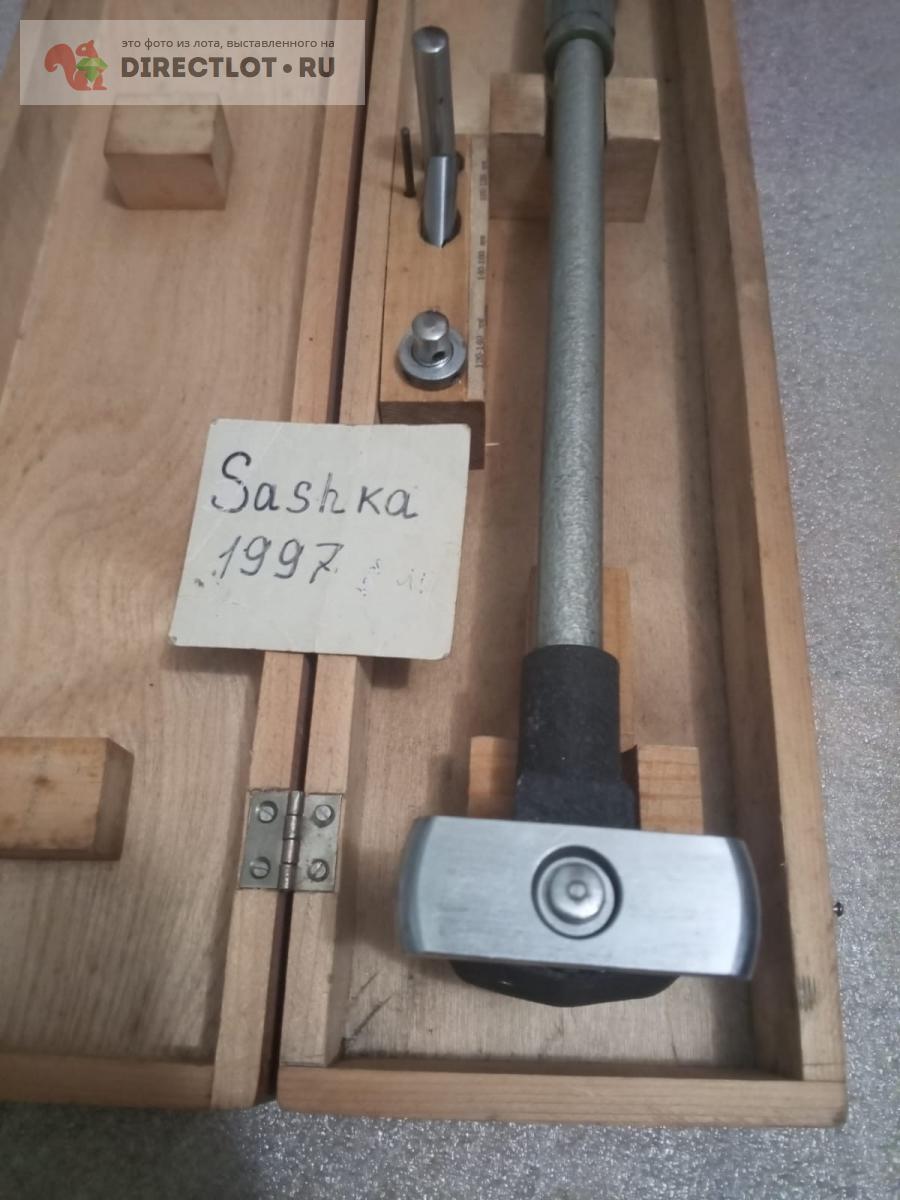 это фото из лота, выставленного на
DIRECTLOT.RU
Sashka
1997